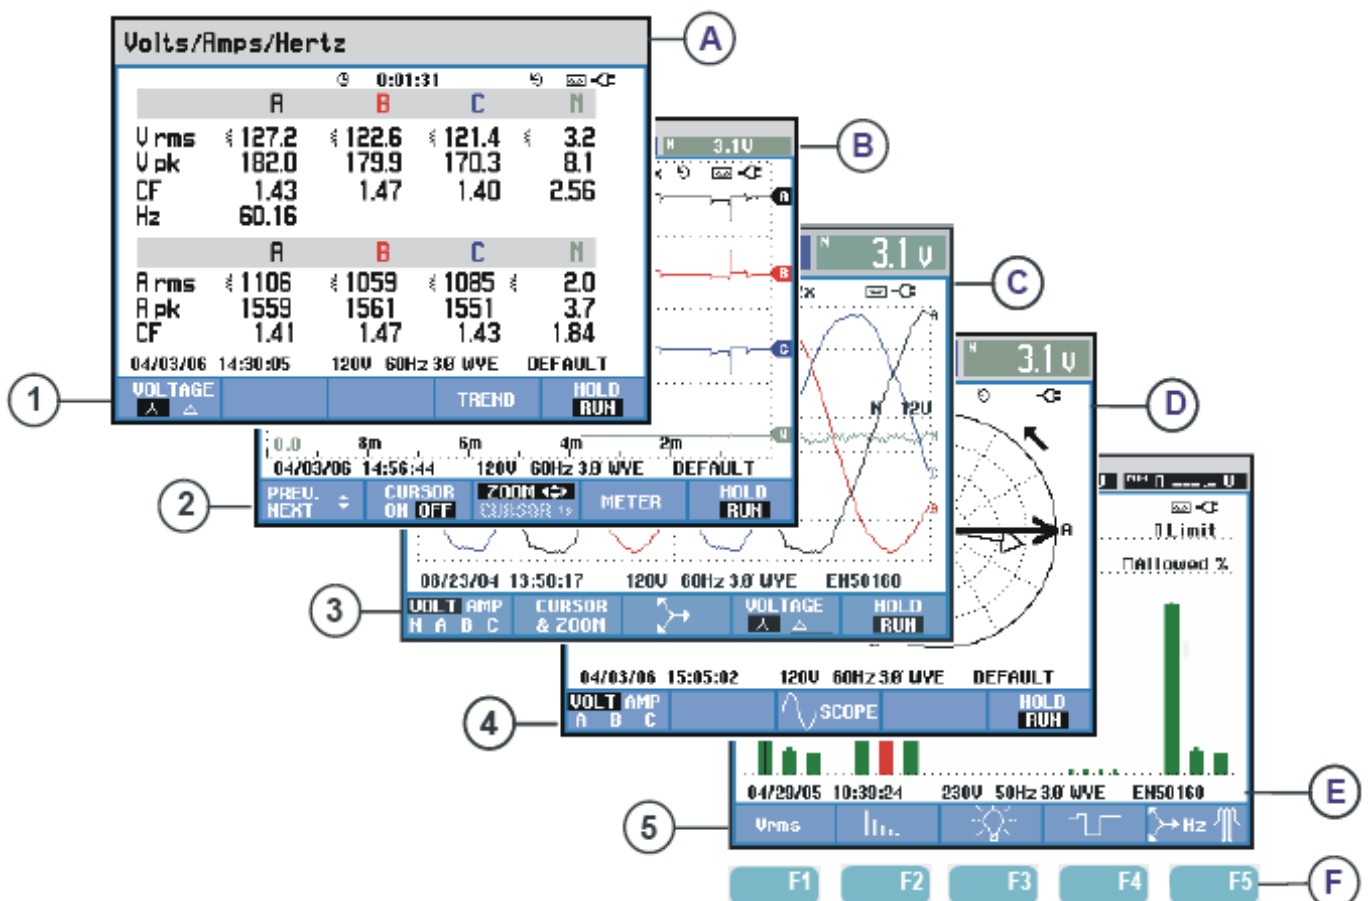 Volts/Amps/Hertz
A
0:01:31
A B C N
V rms 127.2 122.6 121.4 3.2
V pk 182.0 179.9 170.3 8.1
CF 1.43 1.47 1.40 2.56
Hz 60.16
A B C N
A rms 1106 1059 1085 2.0
A pk 1559 1561 1551 3.7
CF 1.41 1.47 1.43 1.84
04/03/06 14:30:05 120V 60Hz 3Ø WYE DEFAULT
1
VOLTAGE TREND HOLD
RUN
N 3.1V
B
A
B
C
N
0.0 8m 6m 4m 2m
04/03/06 14:56:44 120V 60Hz 3Ø WYE DEFAULT
2
PREV. NEXT CURSOR ON OFF ZOOM CURSOR METER HOLD RUN
N 3.1 V
C
A
N 12V
N
C
B
08/23/04 13:50:17 120V 60Hz 3Ø WYE EN50160
3
VOLT AMP CURSOR VOLTAGE HOLD
N A B C & ZOOM RUN
N 3.1 V
D
A
04/03/06 15:05:02 120V 60Hz 3Ø WYE DEFAULT
4
VOLT AMP SCOPE HOLD
A B C RUN
Limit
Allowed %
E
04/29/05 10:39:24 230V 50Hz 3Ø WYE EN50160
5
Vrms Hz
F1 F2 F3 F4 F5
F